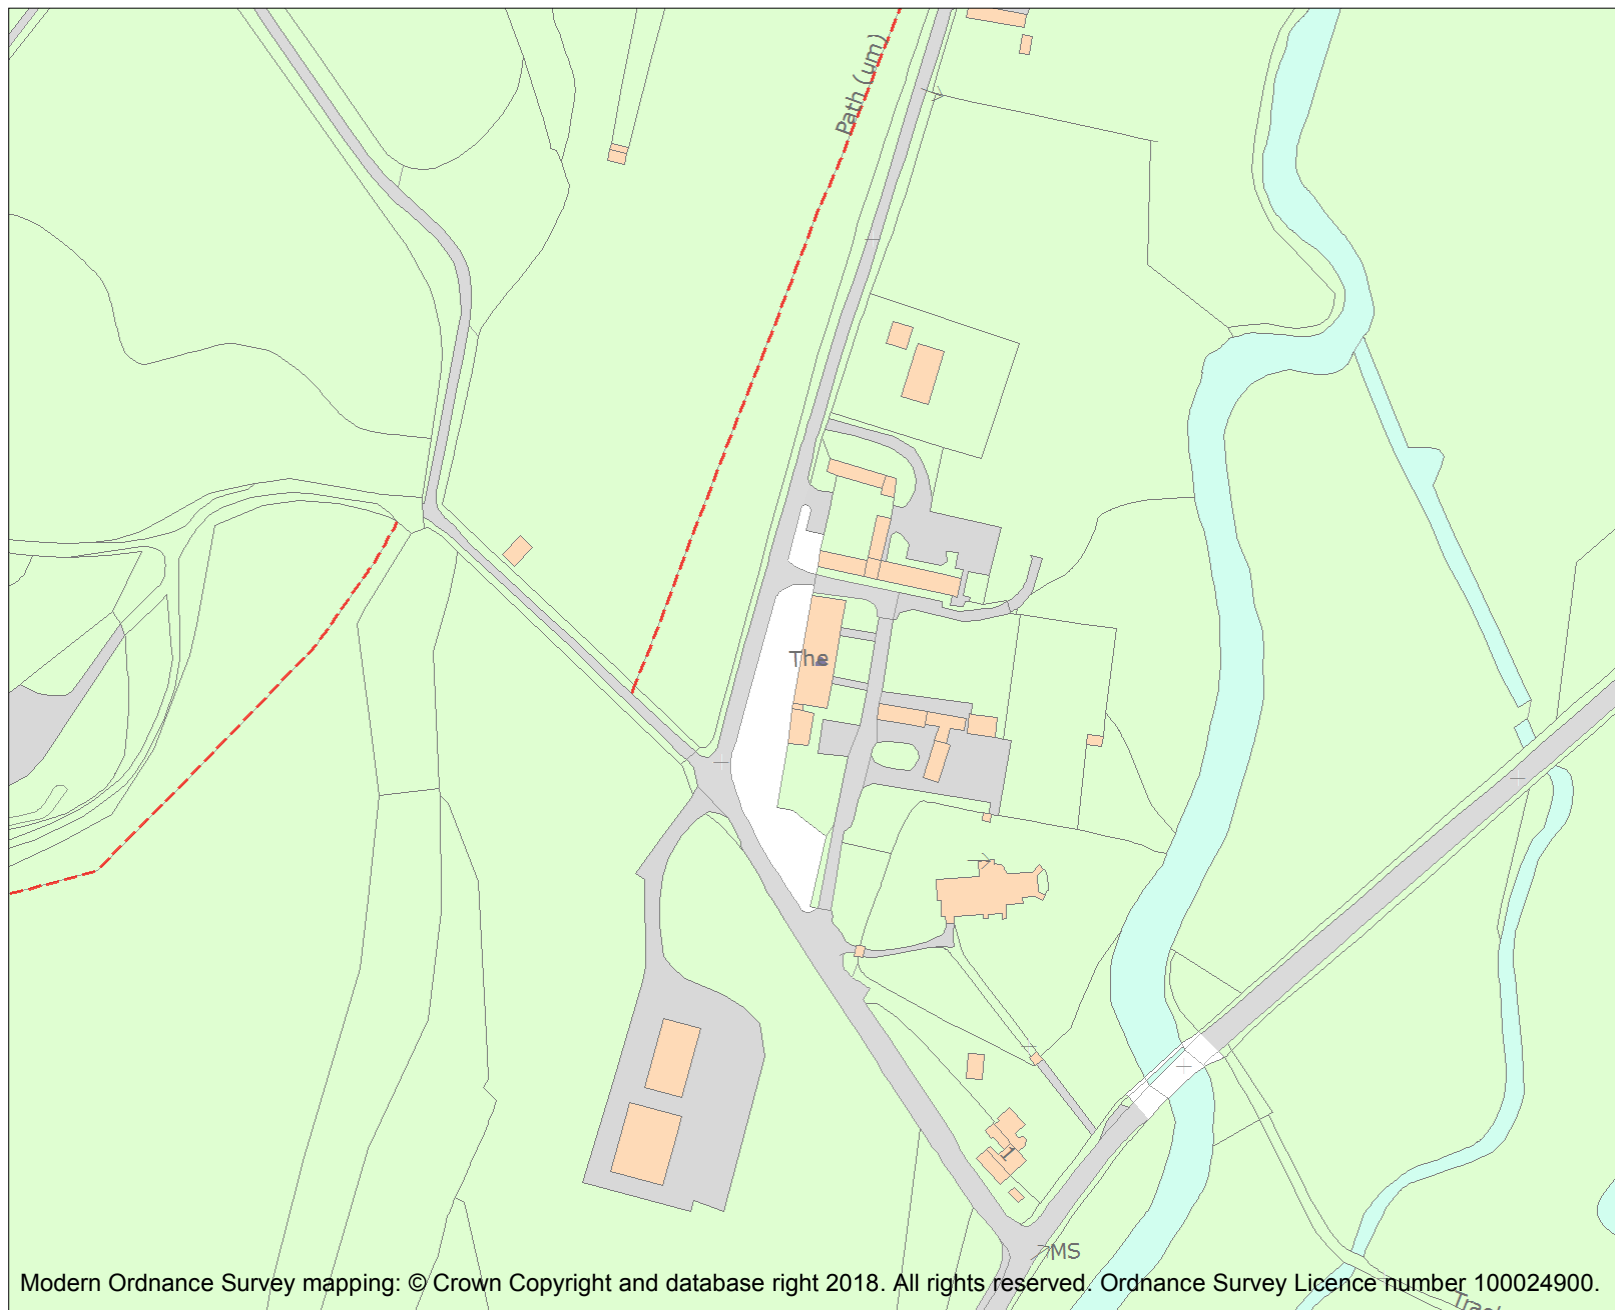 Path (um)
The
1
MS
Modern Ordnance Survey mapping: © Crown Copyright and database right 2018. All rights reserved. Ordnance Survey Licence number 100024900.